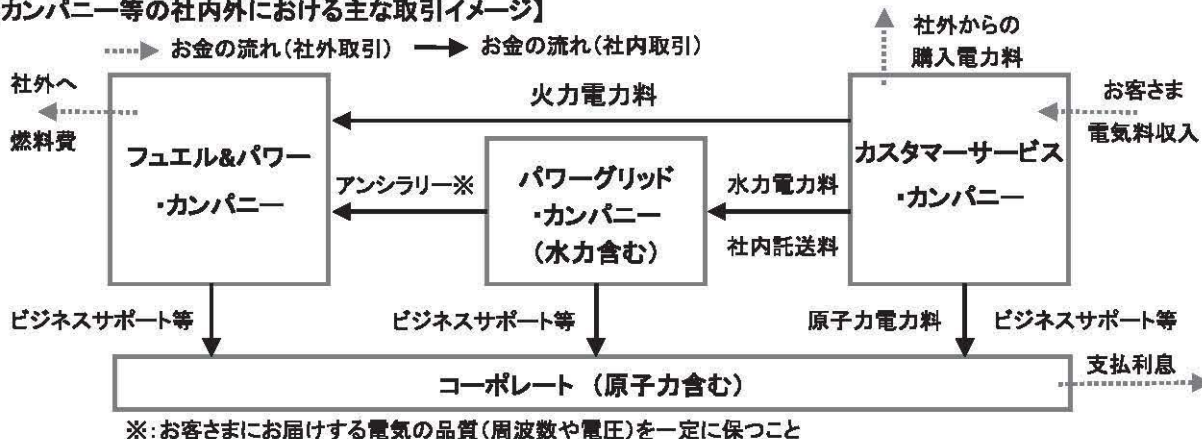 カンパニー等の社内外における主な取引イメージ】
お金の流れ(社外取引) お金の流れ(社内取引)
社外からの
購入電力料
社外へ
燃料費
お客さま
電気料収入
火力電力料
フュエル&パワー
・カンパニー
アンシラリー※
パワーグリッド
・カンパニー
(水力含む)
水力電力料
社内託送料
カスタマーサービス
・カンパニー
ビジネスサポート等
ビジネスサポート等
原子力電力料
ビジネスサポート等
コーポレート (原子力含む)
支払利息
※:お客さまにお届けする電気の品質(周波数や電圧)を一定に保つこと